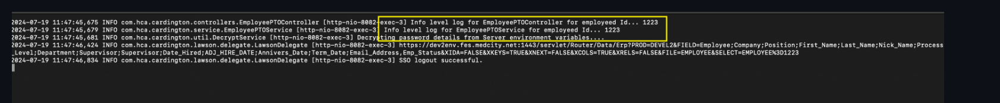 2024-07-19 11:47:45,675 INFO com.hca.cardington.controllers.EmployeePTOController [http-nio-8082-exec-3] Info level log for EmployeePTOController for employeed Id... 1223
2024-07-19 11:47:45,679 INFO com.hca.cardington.service.EmployeePTOService [http-nio-8082-exec-3] Info level log for EmployeePTOService for employeed Id... 1223
2024-07-19 11:47:45,681 INFO com.hca.cardington.util.DecryptService [http-nio-8082-exec-3] Decrypting password details from Server environment variables....
2024-07-19 11:47:46,424 INFO com.hca.cardington.lawson.delegate.LawsonDelegate [http-nio-8082-exec-3] https://dev2env.fes.medcity.net:1443/servlet/Router/Data/Erp?PROD=DEVEL2&FIELD=Employee;Company;Position;First_Name;Last_Name;Nick_Name;Process
_Level;Department;Supervisor;Supervisor;Date_Hired;ADJ_HIRE_DATE;Annivers_Date;Term_Date;Email_Address,Emp_Status&XIDA=FALSE&XKEYS=TRUE&XNEXT=FALSE&XCOLS=TRUE&XRELS=FALSE&FILE=EMPLOYEE&SELECT=EMPLOYEE%3D1223
2024-07-19 11:47:46,834 INFO com.hca.cardington.lawson.delegate.LawsonDelegate [http-nio-8082-exec-3] SSO logout successful.